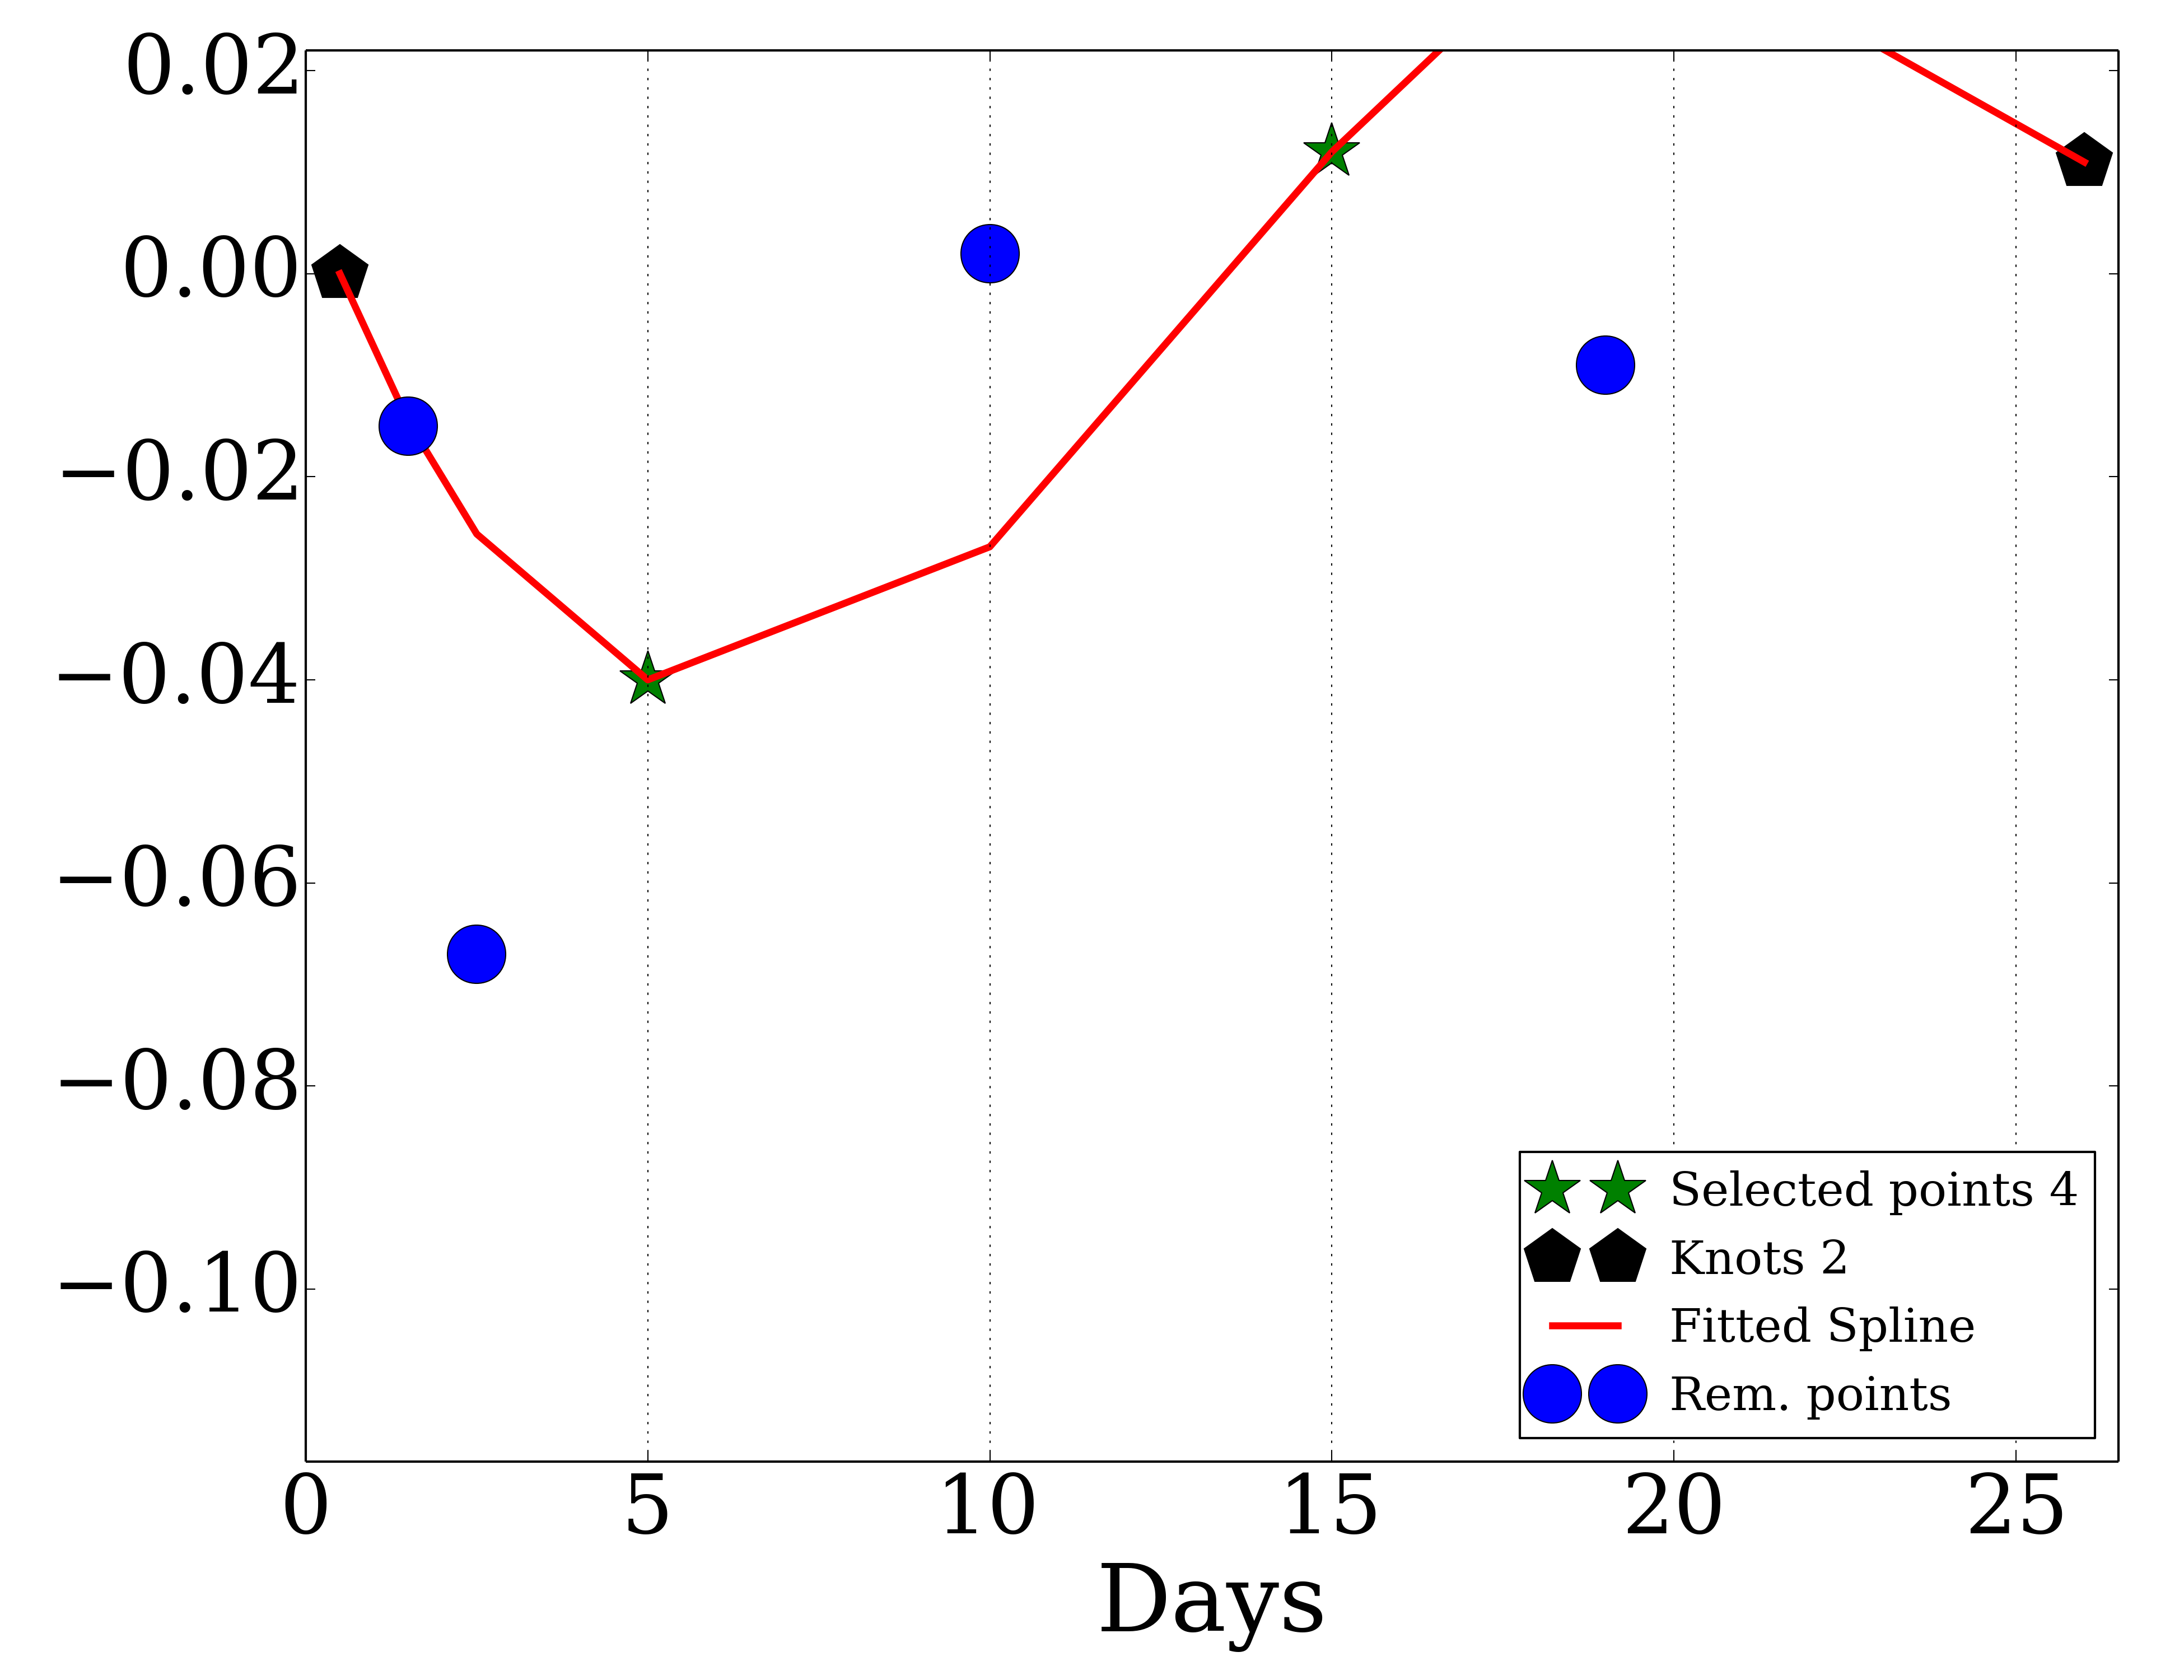 0.02
0.00
−0.02
−0.04
−0.06
−0.08
−0.10
Selected points 4
Knots 2
Fitted Spline
Rem. points
0 5 10 15 20 25
Days